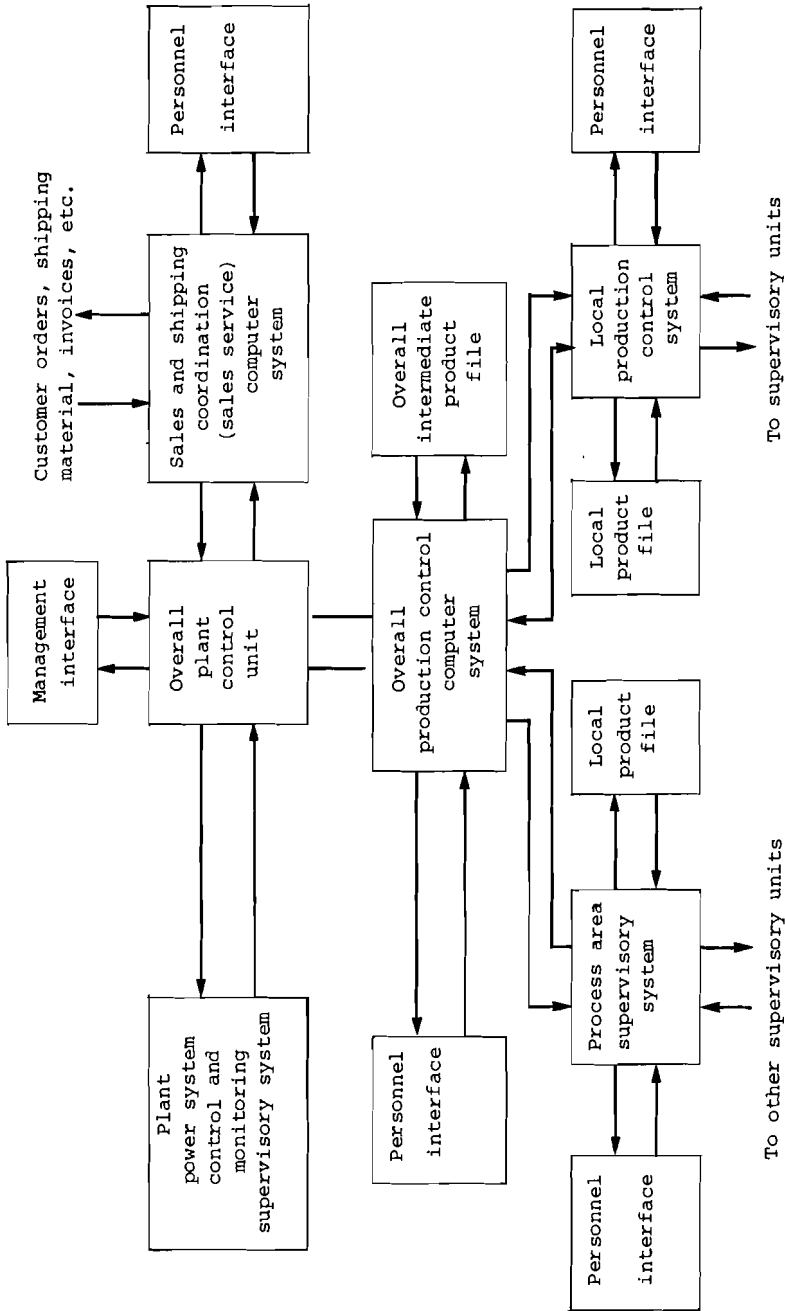 Management
interface
Customer orders, shipping
material, invoices, etc.
Plant
power system
control and
monitoring
supervisory system
Overall
plant
control
unit
Sales and shipping
coordination
(sales service)
computer
system
Personnel
interface
Personnel
interface
Overall
production control
computer
system
Overall
intermediate
product
file
Personnel
interface
Process area
supervisory
system
Local
product
file
Local
product
file
Local
production
control
system
Personnel
interface
To other supervisory units
To supervisory units